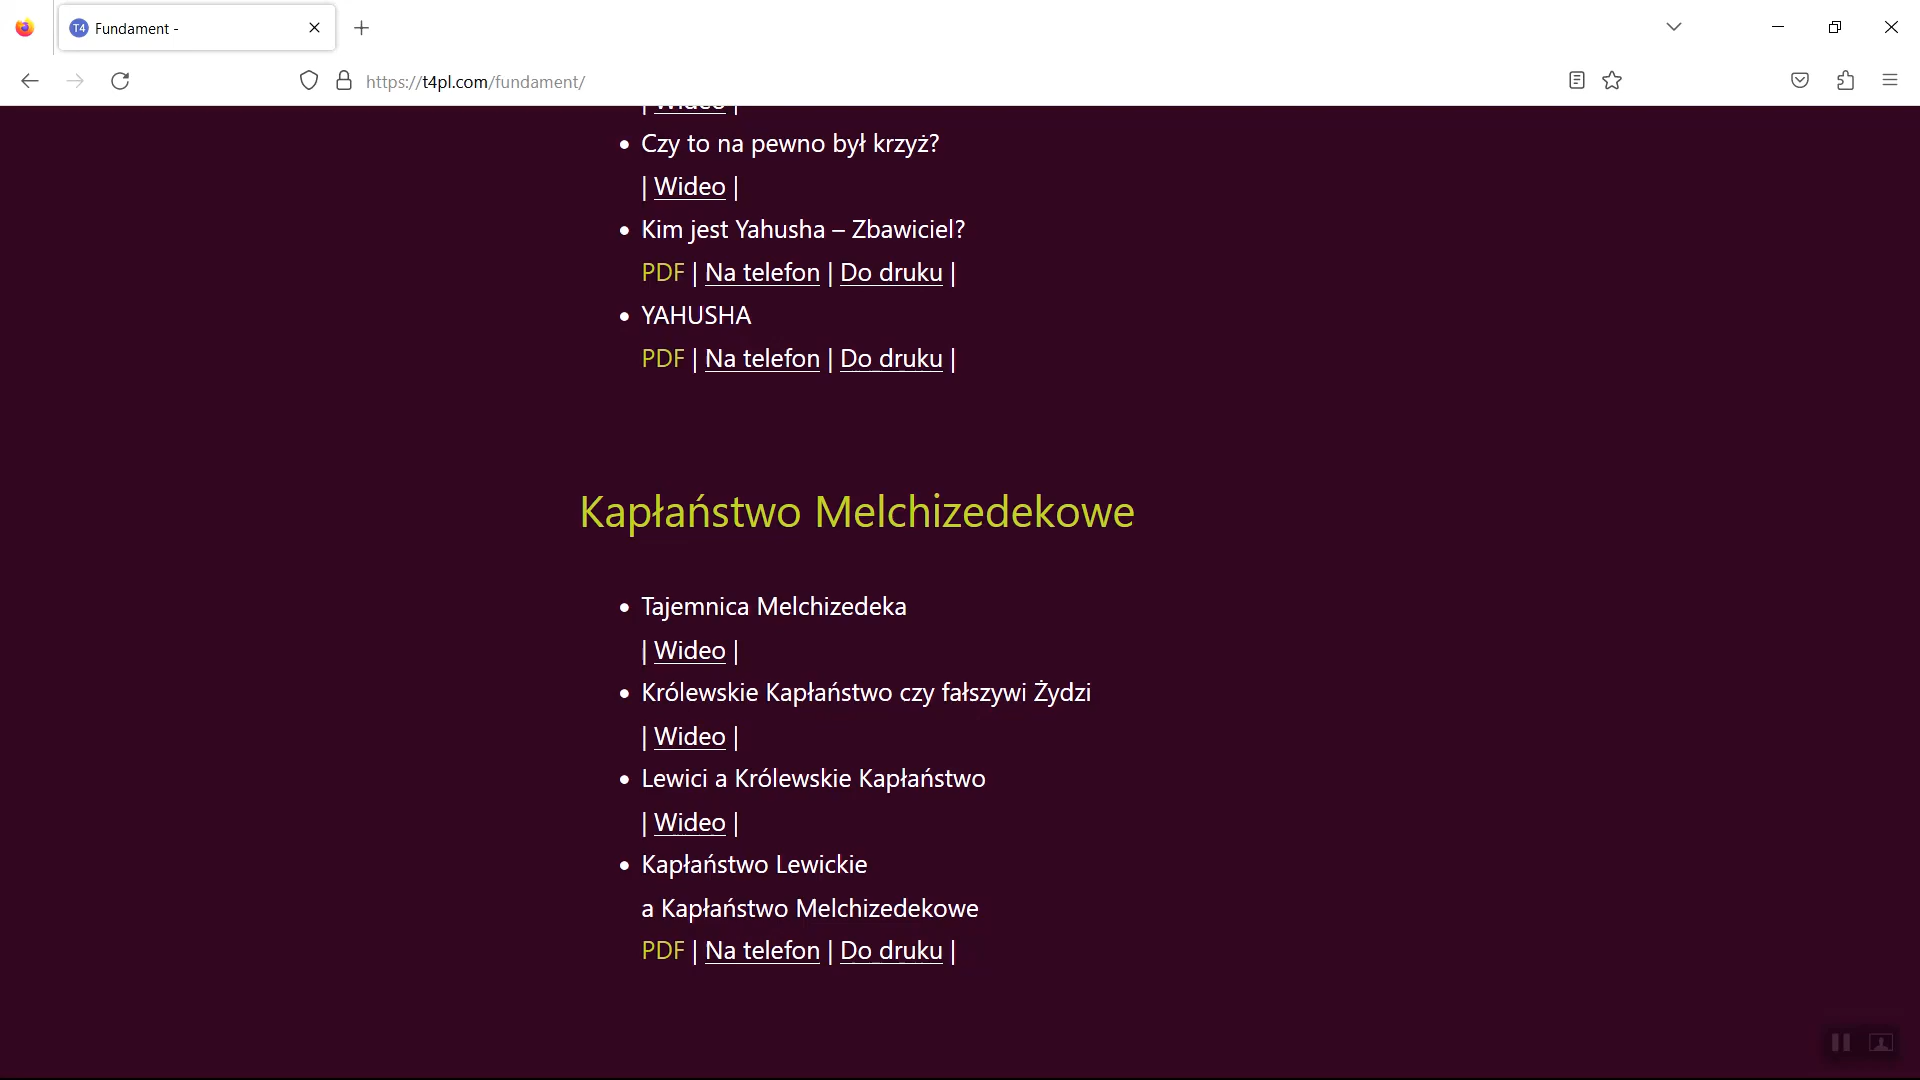 Fundament -
https://t4pl.com/fundament/
| Wideo |
• Czy to na pewno był krzyż?
| Wideo |
• Kim jest Yahusha – Zbawiciel?
PDF | Na telefon | Do druku |
• YAHUSHA
PDF | Na telefon | Do druku |
Kapłaństwo Melchizedekowe
• Tajemnica Melchizedeka
| Wideo |
• Królewskie Kapłaństwo czy fałszywi Żydzi
| Wideo |
• Lewici a Królewskie Kapłaństwo
| Wideo |
• Kapłaństwo Lewickie
a Kapłaństwo Melchizedekowe
PDF | Na telefon | Do druku |